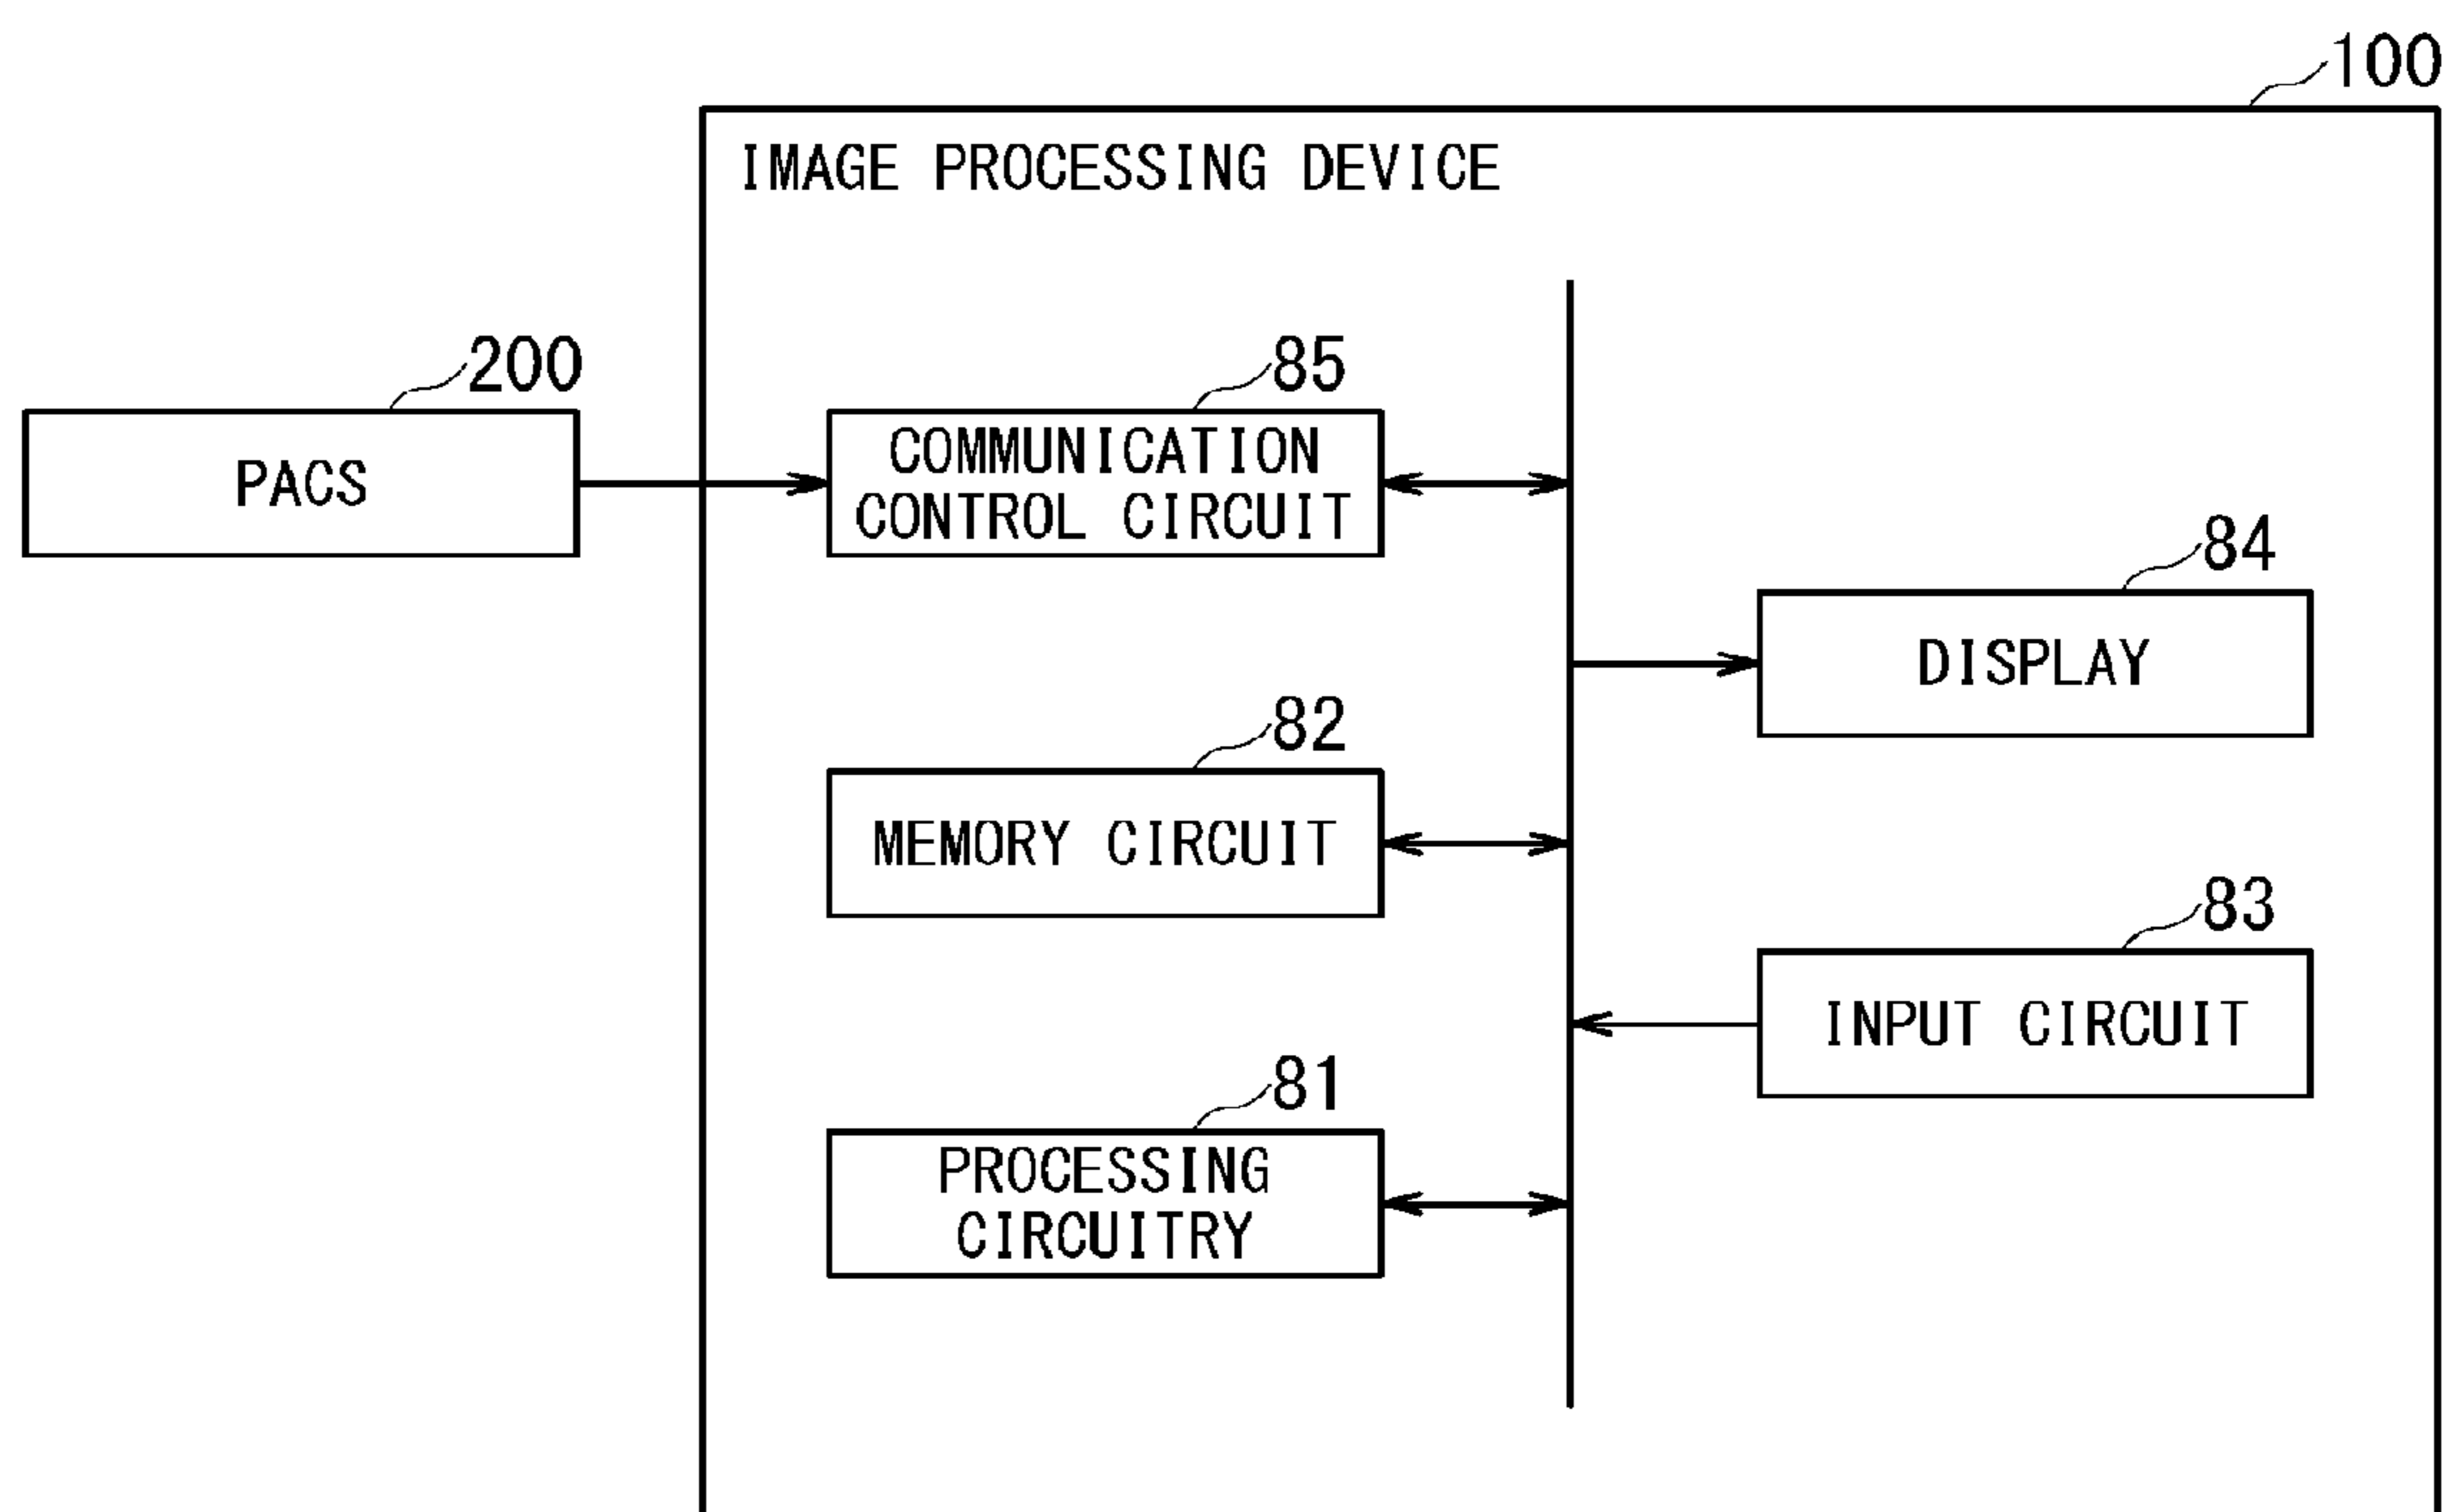 100
IMAGE PROCESSING DEVICE
200
PACS
85
COMMUNICATION
CONTROL CIRCUIT
84
DISPLAY
82
MEMORY CIRCUIT
83
INPUT CIRCUIT
81
PROCESSING
CIRCUITRY